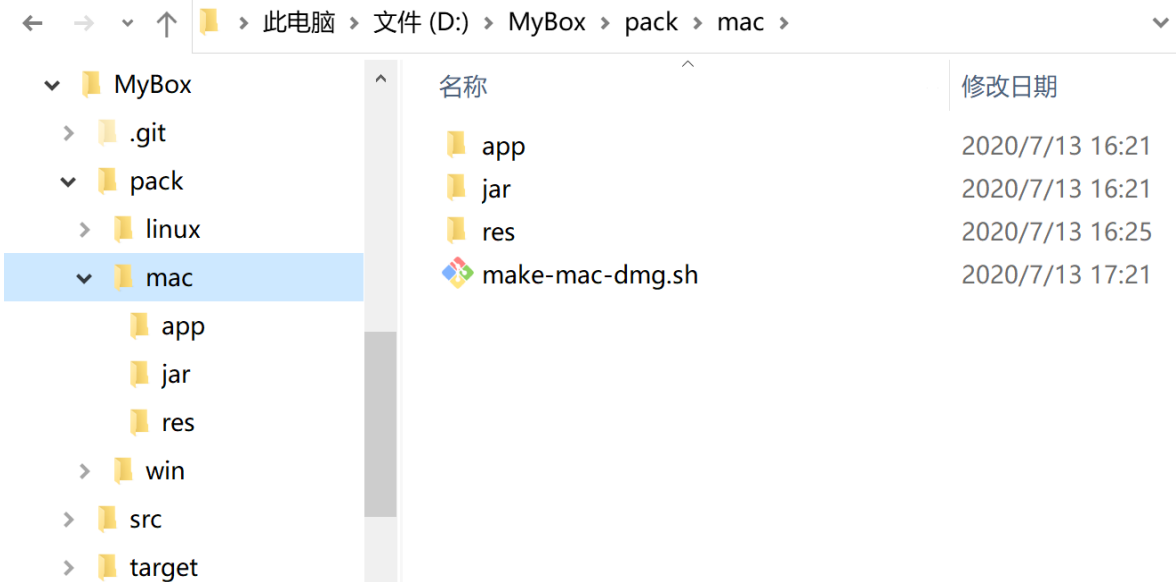 此电脑 > 文件 (D:) > MyBox > pack > mac >
MyBox
.git
pack
linux
mac
app
jar
res
win
src
target
名称 修改日期
app 2020/7/13 16:21
jar 2020/7/13 16:21
res 2020/7/13 16:25
make-mac-dmg.sh 2020/7/13 17:21